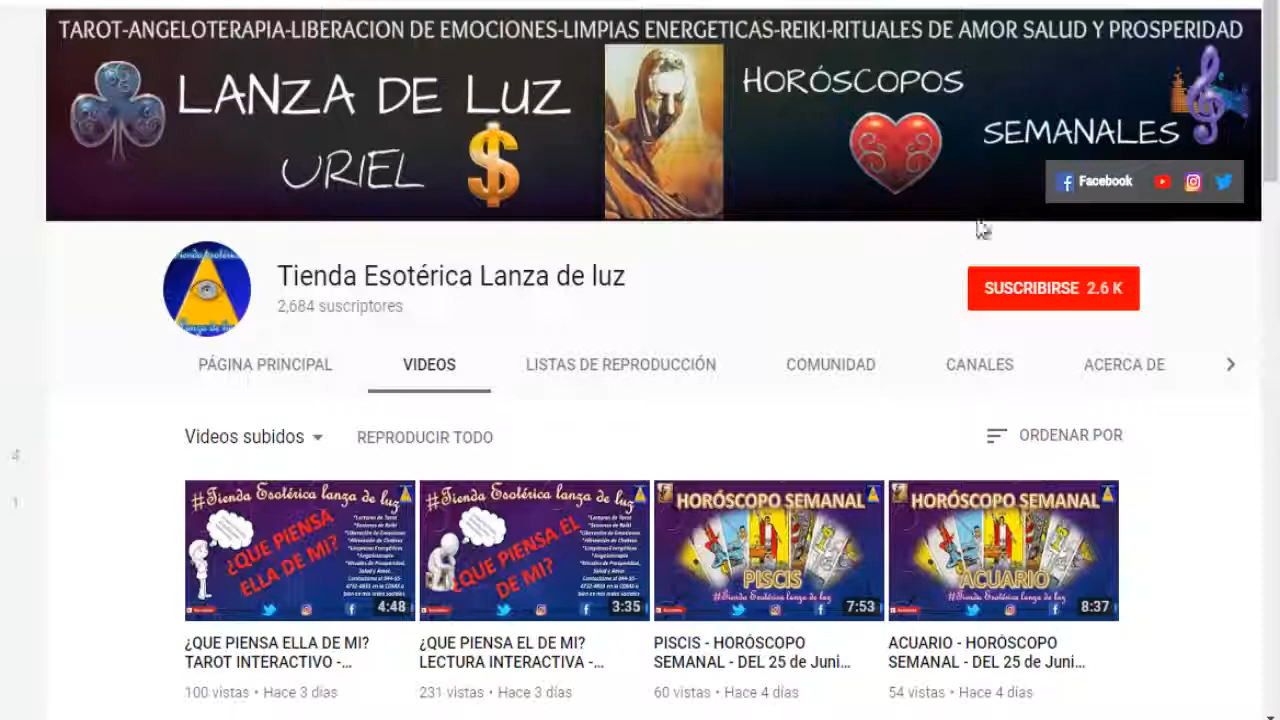 TAROT-ANGELOTERAPIA-LIBERACION DE EMOCIONES-LIMPIAS ENERGETICAS-REIKI-RITUALES DE AMOR SALUD Y PROSPERIDAD
LANZA DE LUZ
URIEL
HORÓSCOPOS
SEMANALES
Facebook
Tienda Esotérica Lanza de luz
2,684 suscriptores
SUSCRIBIRSE 2.6 K
PÁGINA PRINCIPAL
VIDEOS
LISTAS DE REPRODUCCIÓN
COMUNIDAD
CANALES
ACERCA DE
Videos subidos
REPRODUCIR TODO
ORDENAR POR
4
1
#Tienda Esotérica lanza de luz
¿QUE PIENSA
ELLA DE MI?
4:48
#Tienda Esotérica lanza de luz
¿QUE PIENSA EL
DE MI?
3:35
HORÓSCOPO SEMANAL
PISCIS
#Tienda Esotérica lanza de luz
7:53
HORÓSCOPO SEMANAL
ACUARIO
#Tienda Esotérica lanza de luz
8:37
¿QUE PIENSA ELLA DE MI?
TAROT INTERACTIVO -...
100 vistas • Hace 3 días
¿QUE PIENSA EL DE MI?
LECTURA INTERACTIVA -...
231 vistas • Hace 3 días
PISCIS - HORÓSCOPO
SEMANAL - DEL 25 de Juni...
60 vistas • Hace 4 días
ACUARIO - HORÓSCOPO
SEMANAL - DEL 25 de Juni...
54 vistas • Hace 4 días